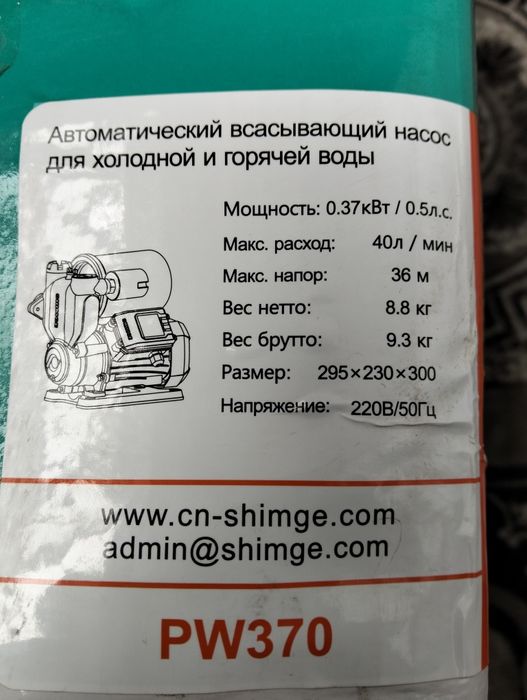 Автоматический всасывающий насос
для холодной и горячей воды
Мощность: 0.37кВт / 0.5л.с.
Макс. расход: 40л / мин
Макс. напор: 36 м
Вес нетто: 8.8 кг
Вес брутто: 9.3 кг
Размер: 295×230×300
Напряжение: 220В/50Гц
www.cn-shimge.com
admin@shimge.com
PW370